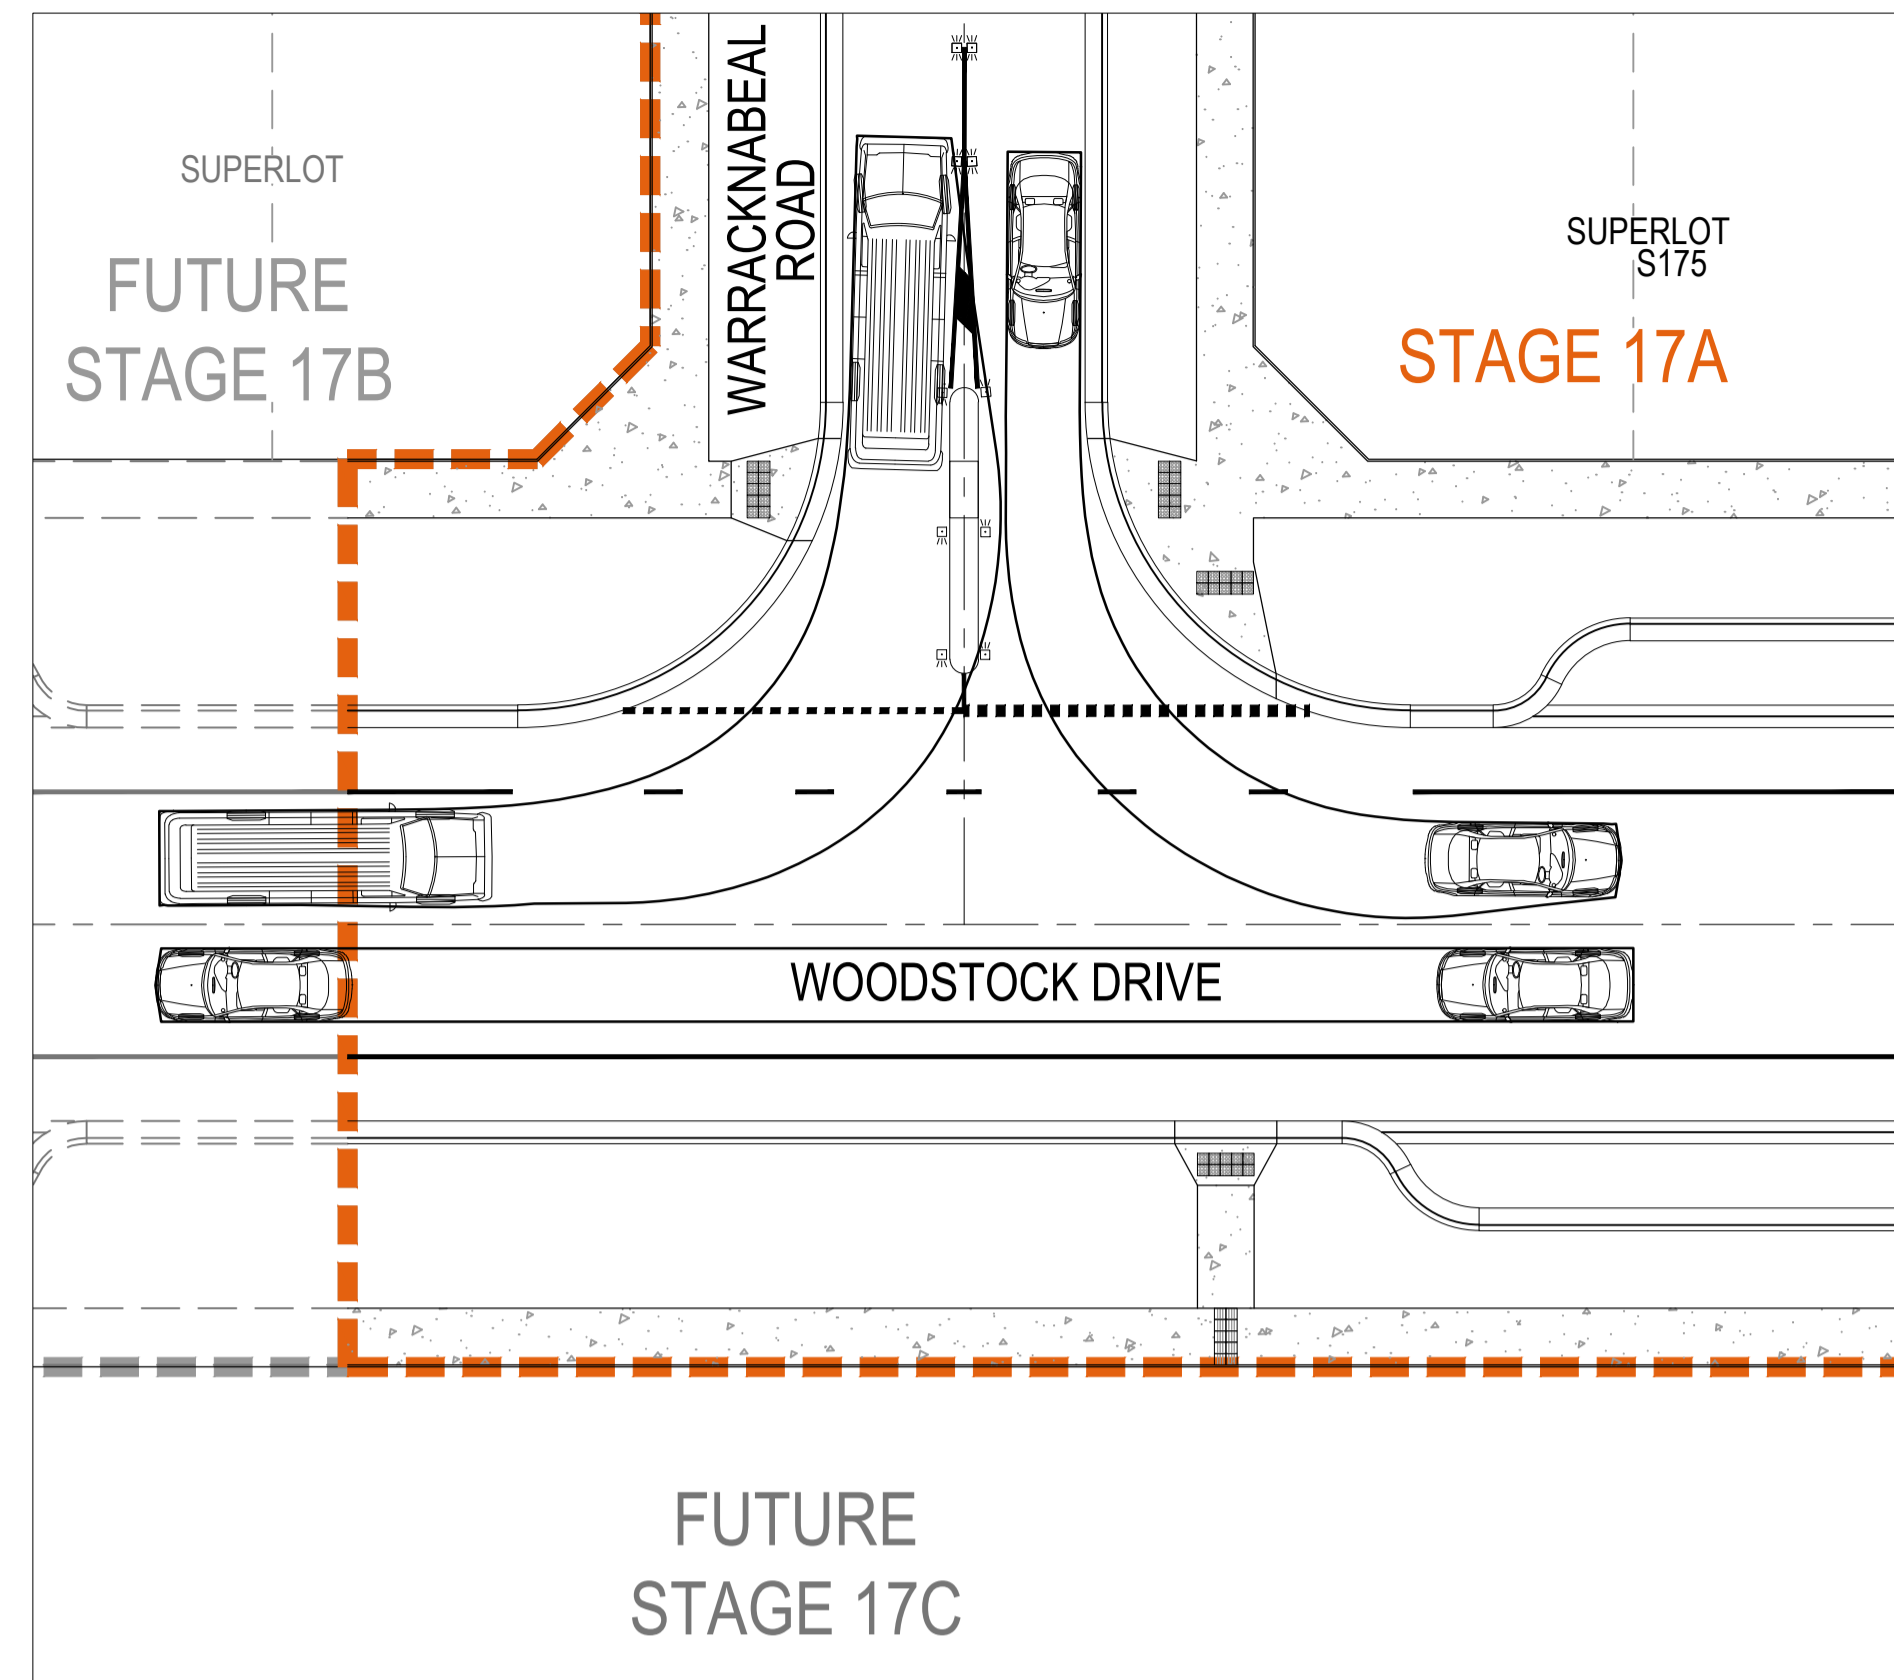 SUPERLOT
FUTURE
STAGE 17B
WARRACKNABEAL
ROAD
SUPERLOT
S175
STAGE 17A
WOODSTOCK DRIVE
FUTURE
STAGE 17C